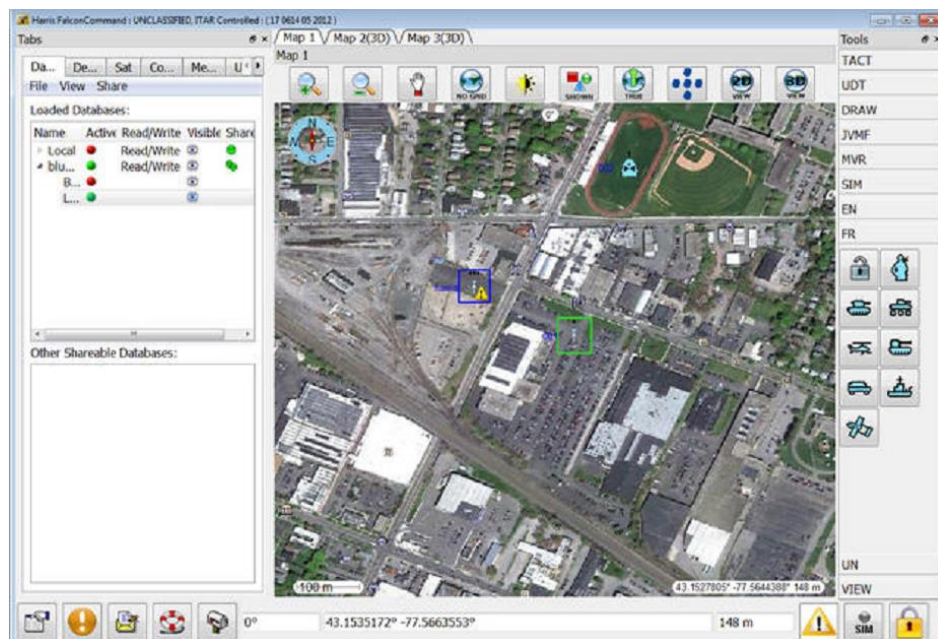 Harris FalconCommand : UNCLASSIFIED, ITAR Controlled : (17 0614 05 2012)
Tabs
Map 1 Map 2(3D) Map 3(3D)
Tools
Map 1
Da... De... Sat Co... Me... U
File View Share
Loaded Databases:
Name Active Read/Write Visible Share
Local Read/Write
blu... Read/Write
B...
L...
Other Shareable Databases:
NO GRD
SHOWN
TRUE
2D VIEW
3D VIEW
N
W E
S
0°
100 m
43.1527805° -77.5644388° 148 m
TACT
UDT
DRAW
JVMF
MVR
SIM
EN
FR
UN
VIEW
0° 43.1535172° -77.5663553° 148 m
SIM